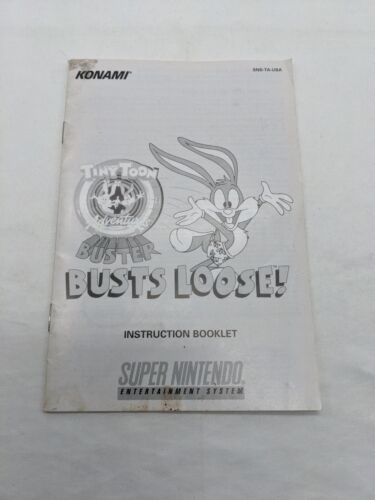 KONAMI®
SNS-TA-USA
TINY TOON
Adventures
BUSTER
BUSTS LOOSE!
INSTRUCTION BOOKLET
SUPER NINTENDO
ENTERTAINMENT SYSTEM